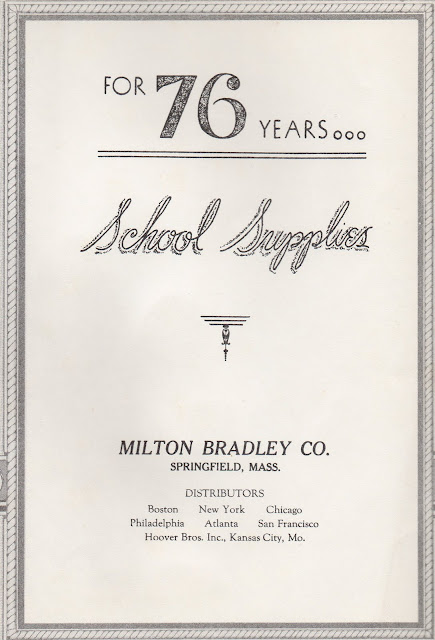 FOR 76 YEARS...
School Supplies
MILTON BRADLEY CO.
SPRINGFIELD, MASS.
DISTRIBUTORS
Boston New York Chicago
Philadelphia Atlanta San Francisco
Hoover Bros. Inc., Kansas City, Mo.